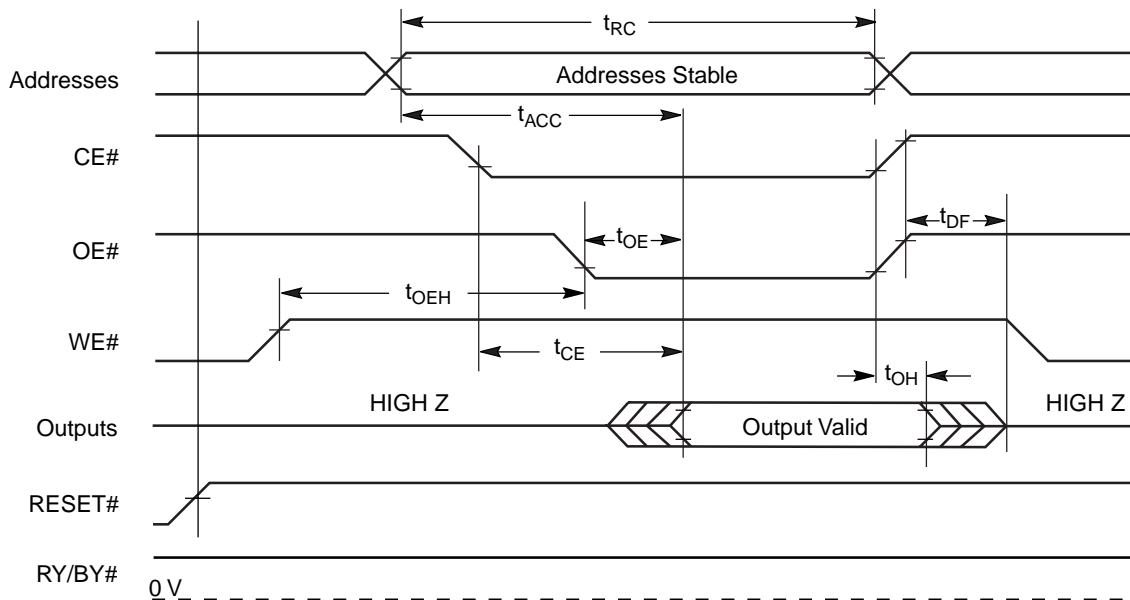 tRC
Addresses
Addresses Stable
tACC
CE#
tDF
OE#
tOE
tOEH
WE#
tCE
tOH
HIGH Z
HIGH Z
Outputs
Output Valid
RESET#
RY/BY#
0 V